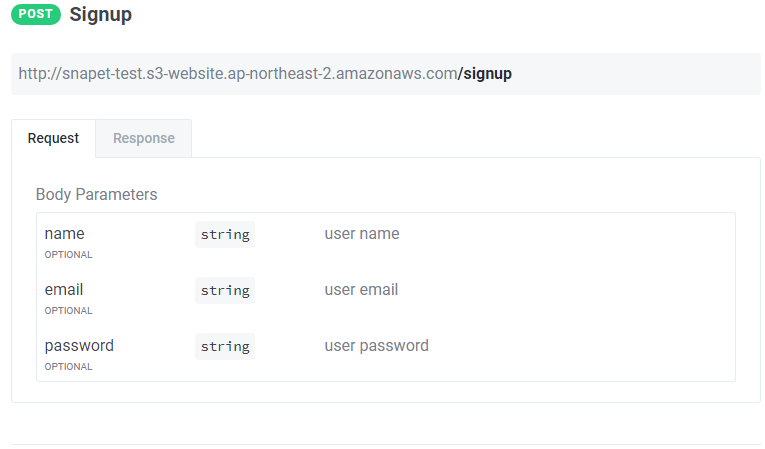 POST Signup
http://snapet-test.s3-website.ap-northeast-2.amazonaws.com/signup
Request Response
Body Parameters
name string user name
OPTIONAL
email string user email
OPTIONAL
password string user password
OPTIONAL